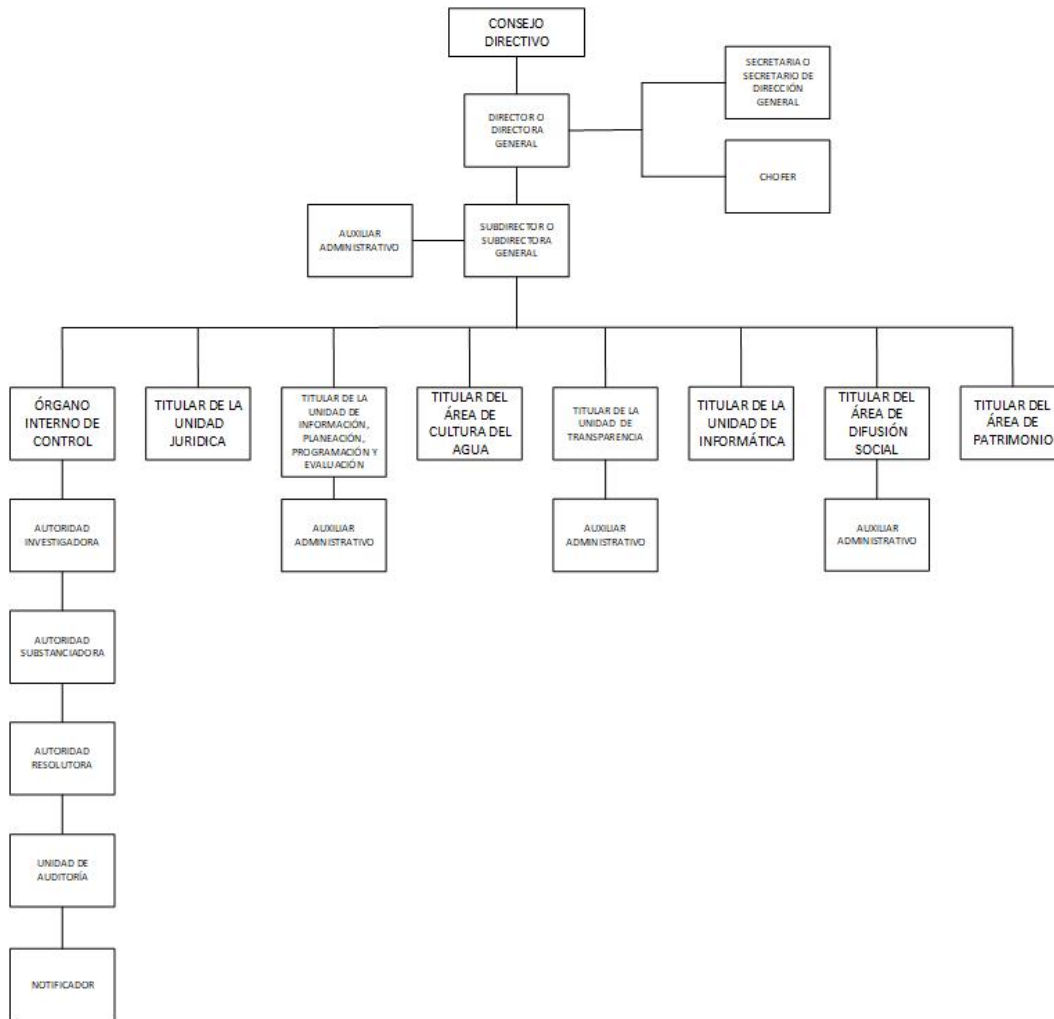 CONSEJO
DIRECTIVO
SECRETARIA O
SECRETARIO DE
DIRECCIÓN
GENERAL
DIRECTOR O
DIRECTORA
GENERAL
CHOFER
AUXILIAR
ADMINISTRATIVO
SUBDIRECTOR O
SUBDIRECTORA
GENERAL
ÓRGANO
INTERNO DE
CONTROL
TITULAR DE LA
UNIDAD
JURIDICA
TITULAR DE LA
UNIDAD DE
INFORMACIÓN,
PLANEACIÓN,
PROGRAMACIÓN Y
EVALUACIÓN
TITULAR DEL
ÁREA DE
CULTURA DEL
AGUA
TITULAR DE LA
UNIDAD DE
TRANSPARENCIA
TITULAR DE LA
UNIDAD DE
INFORMÁTICA
TITULAR DEL
ÁREA DE
DIFUSIÓN
SOCIAL
TITULAR DEL
ÁREA DE
PATRIMONIO
AUTORIDAD
INVESTIGADORA
AUXILIAR
ADMINISTRATIVO
AUXILIAR
ADMINISTRATIVO
AUXILIAR
ADMINISTRATIVO
AUTORIDAD
SUBSTANCIADORA
AUTORIDAD
RESOLUTORA
UNIDAD DE
AUDITORÍA
NOTIFICADOR